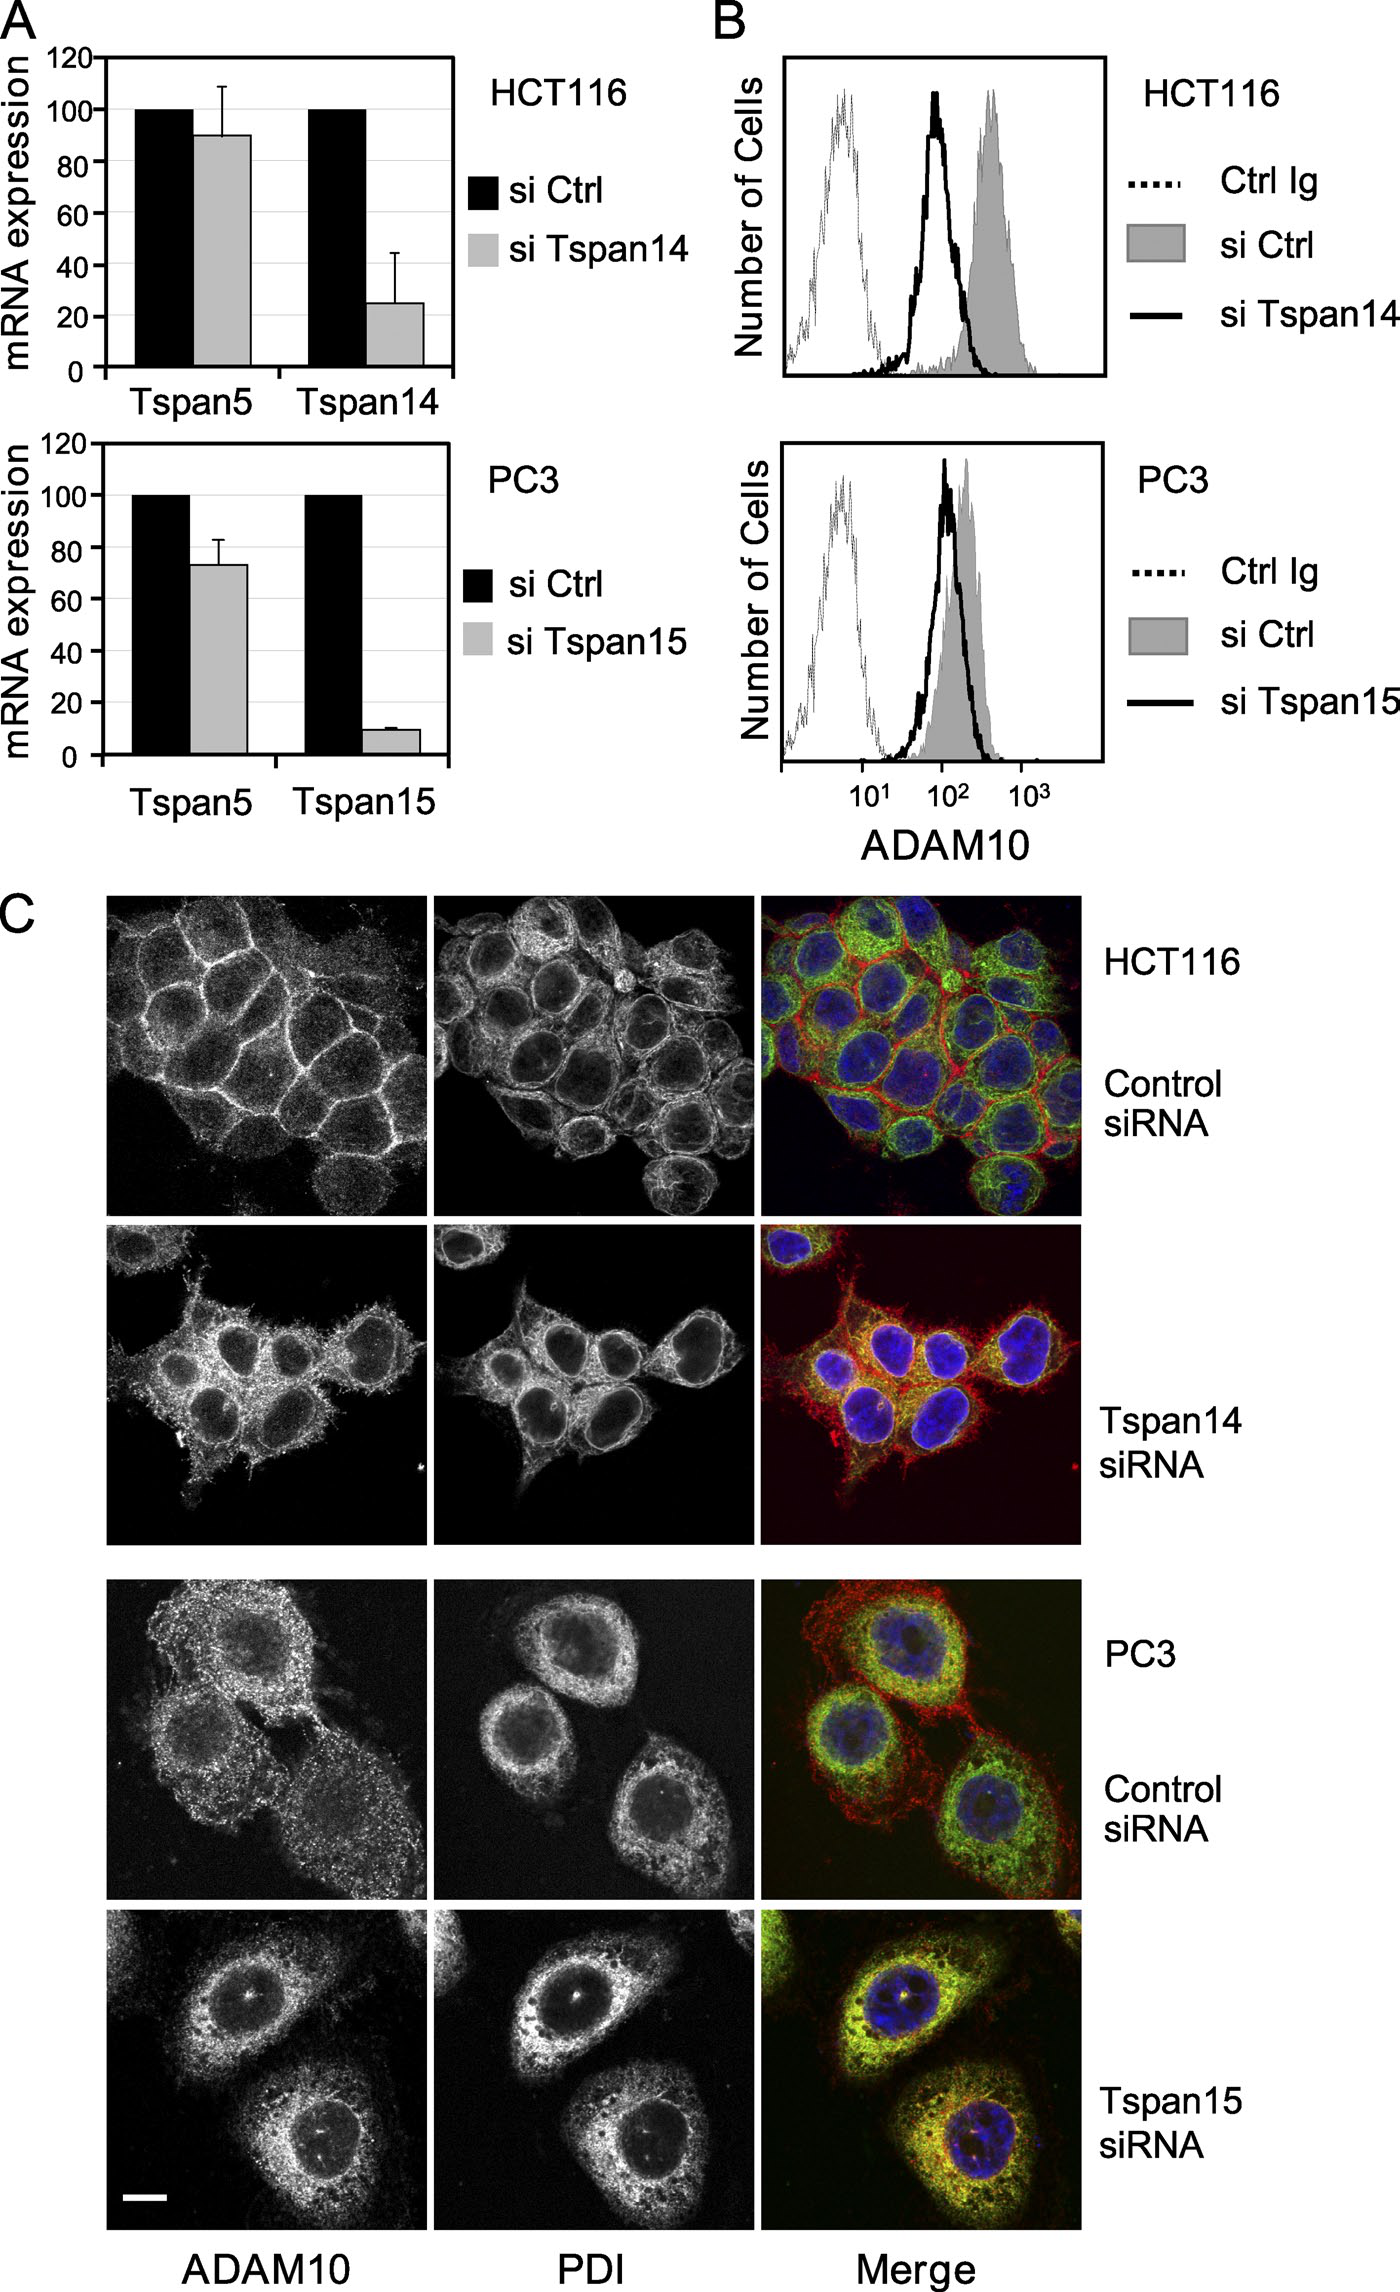 A
mRNA expression
120
100
80
60
40
20
0
Tspan5 Tspan14
HCT116
si Ctrl
si Tspan14
mRNA expression
120
100
80
60
40
20
0
Tspan5 Tspan15
PC3
si Ctrl
si Tspan15
B
Number of Cells
HCT116
Ctrl Ig
si Ctrl
si Tspan14
Number of Cells
PC3
Ctrl Ig
si Ctrl
si Tspan15
10¹ 10² 10³
ADAM10
C
HCT116
Control
siRNA
Tspan14
siRNA
PC3
Control
siRNA
Tspan15
siRNA
ADAM10 PDI Merge